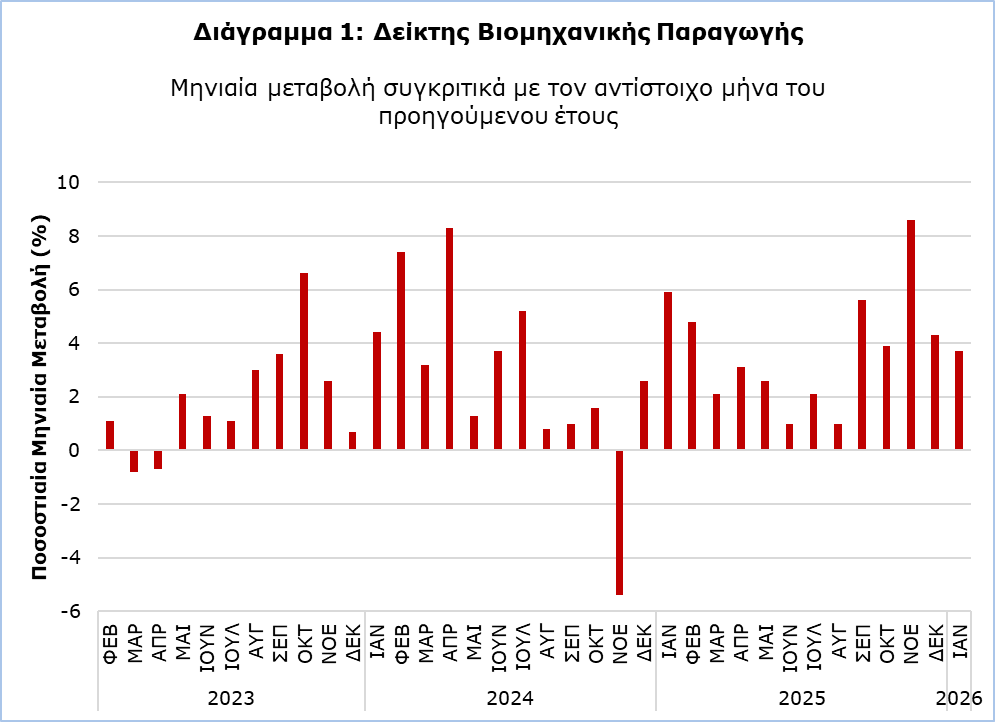 Διάγραμμα 1: Δείκτης Βιομηχανικής Παραγωγής
Μηνιαία μεταβολή συγκριτικά με τον αντίστοιχο μήνα του
προηγούμενου έτους
Ποσοστιαία Μηνιαία Μεταβολή (%)
10
8
6
4
2
0
-2
-4
-6
ΦΕΒ ΜΑΡ ΑΠΡ ΜΑΙ ΙΟΥΝ ΙΟΥΛ ΑΥΓ ΣΕΠ ΟΚΤ ΝΟΕ ΔΕΚ ΙΑΝ ΦΕΒ ΜΑΡ ΑΠΡ ΜΑΙ ΙΟΥΝ ΙΟΥΛ ΑΥΓ ΣΕΠ ΟΚΤ ΝΟΕ ΔΕΚ ΙΑΝ ΦΕΒ ΜΑΡ ΑΠΡ ΜΑΙ ΙΟΥΝ ΙΟΥΛ ΑΥΓ ΣΕΠ ΟΚΤ ΝΟΕ ΔΕΚ ΙΑΝ
2023 2024 2025 2026